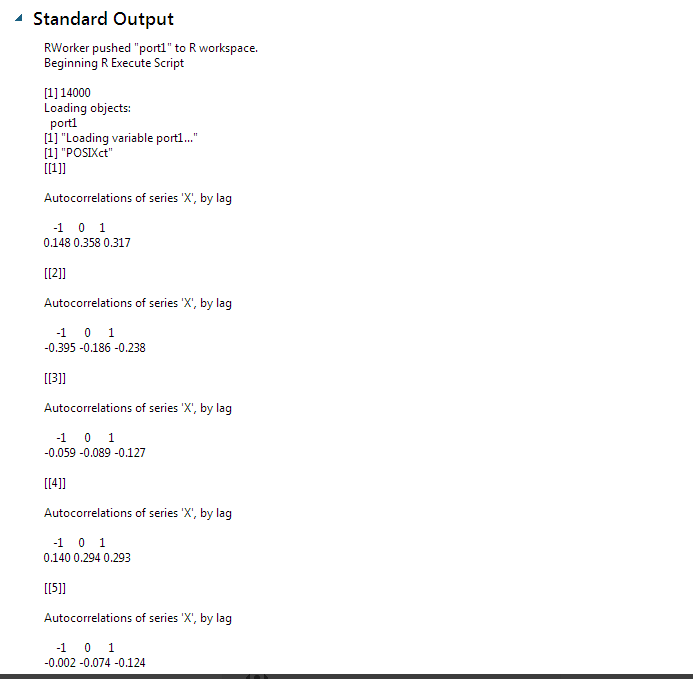 Standard Output
RWorker pushed "port1" to R workspace.
Beginning R Execute Script
[1] 14000
Loading objects:
port1
[1] "Loading variable port1..."
[1] "POSIXct"
[[1]]
Autocorrelations of series 'X', by lag
-1 0 1
0.148 0.358 0.317
[[2]]
Autocorrelations of series 'X', by lag
-1 0 1
-0.395 -0.186 -0.238
[[3]]
Autocorrelations of series 'X', by lag
-1 0 1
-0.059 -0.089 -0.127
[[4]]
Autocorrelations of series 'X', by lag
-1 0 1
0.140 0.294 0.293
[[5]]
Autocorrelations of series 'X', by lag
-1 0 1
-0.002 -0.074 -0.124